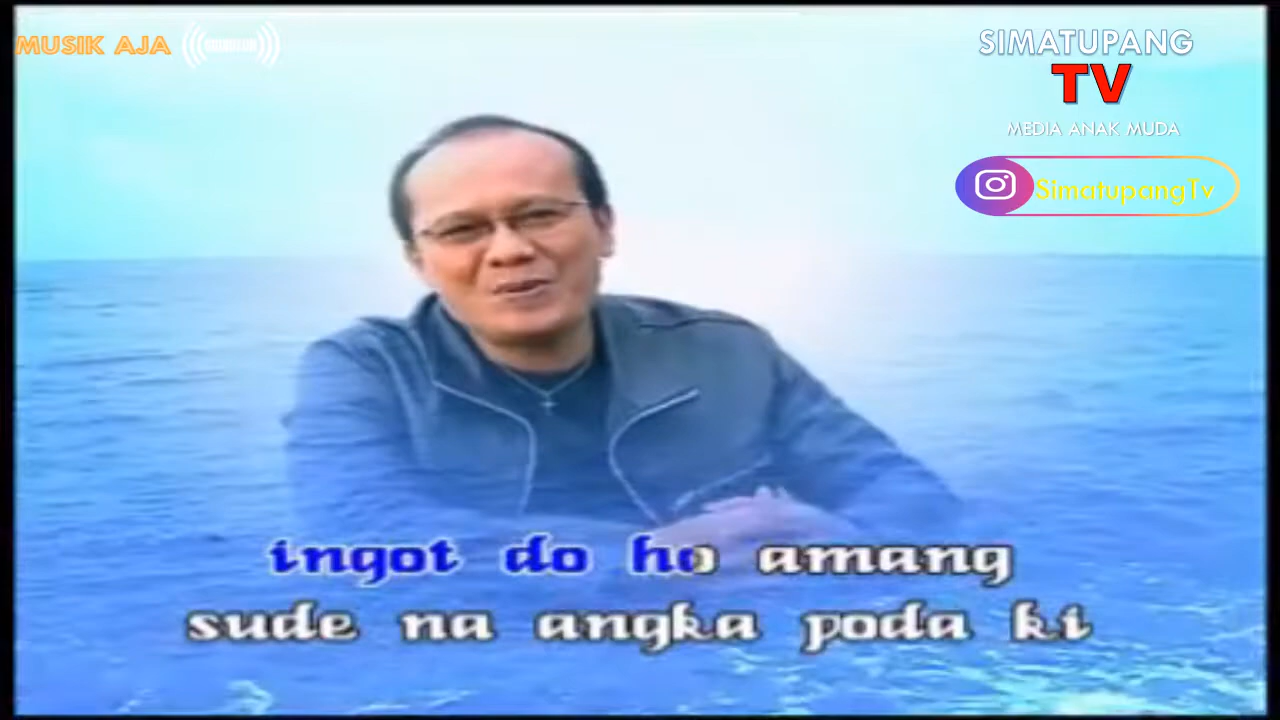 MUSIK AJA
SIMATUPANG
TV
MEDIA ANAK MUDA
SimatupangTv
ingot do ho amang
sude na angka poda ki